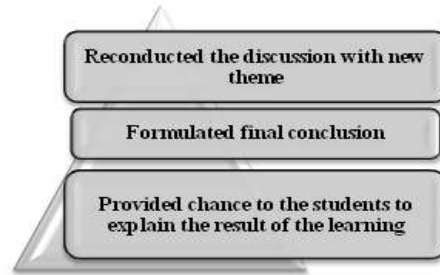 Reconducted the discussion with new
theme
Formulated final conclusion
Provided chance to the students to
explain the result of the learning